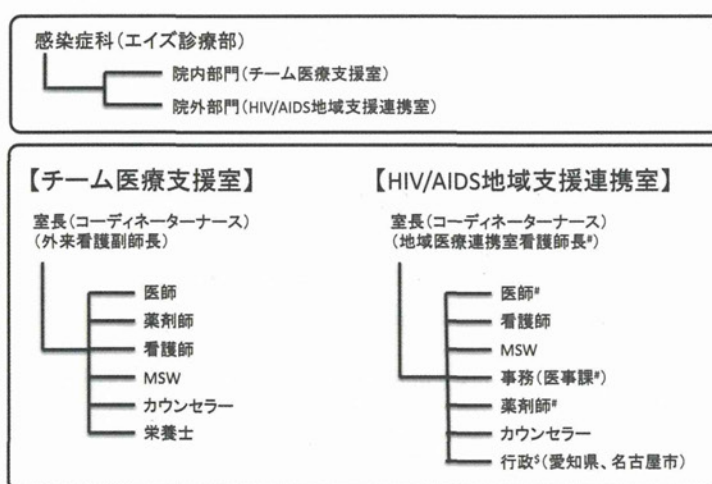 感染症科(エイズ診療部)
院内部門(チーム医療支援室)
院外部門(HIV/AIDS地域支援連携室)
【チーム医療支援室】
室長(コーディネーターナース)
(外来看護副師長)
医師
薬剤師
看護師
MSW
カウンセラー
栄養士
【HIV/AIDS地域支援連携室】
室長(コーディネーターナース)
(地域医療連携室看護師長#)
医師#
看護師
MSW
事務(医事課#)
薬剤師#
カウンセラー
行政$(愛知県、名古屋市)